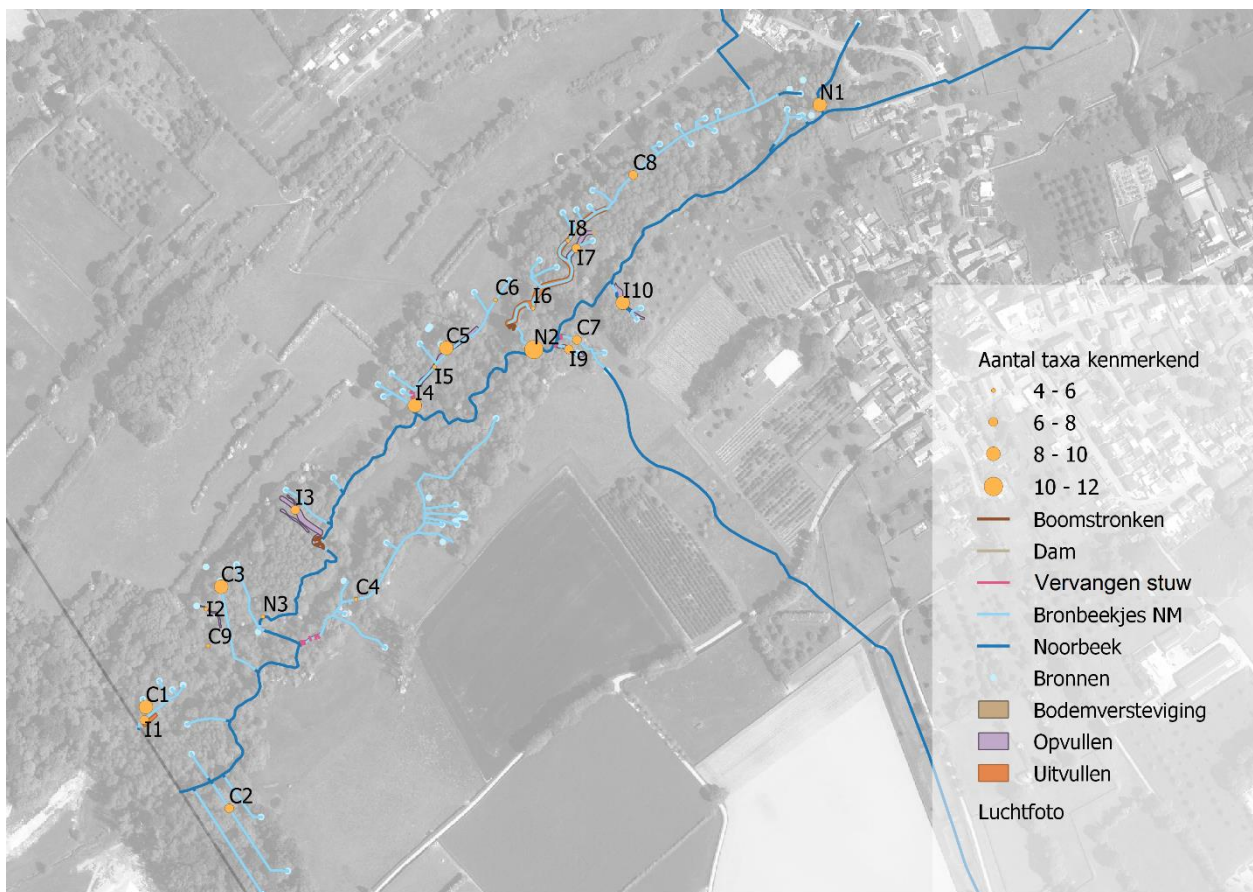 N1
C8
I8
I7
C6
I6
I10
C5
N2
C7
I5
I9
I4
I3
C3
I2
N3
C4
C9
C1
I1
C2
Aantal taxa kenmerkend
4 - 6
6 - 8
8 - 10
10 - 12
Boomstronken
Dam
Vervangen stuw
Bronbeekjes NM
Noorbeek
Bronnen
Bodemversteviging
Opvullen
Uitvullen
Luchtfoto